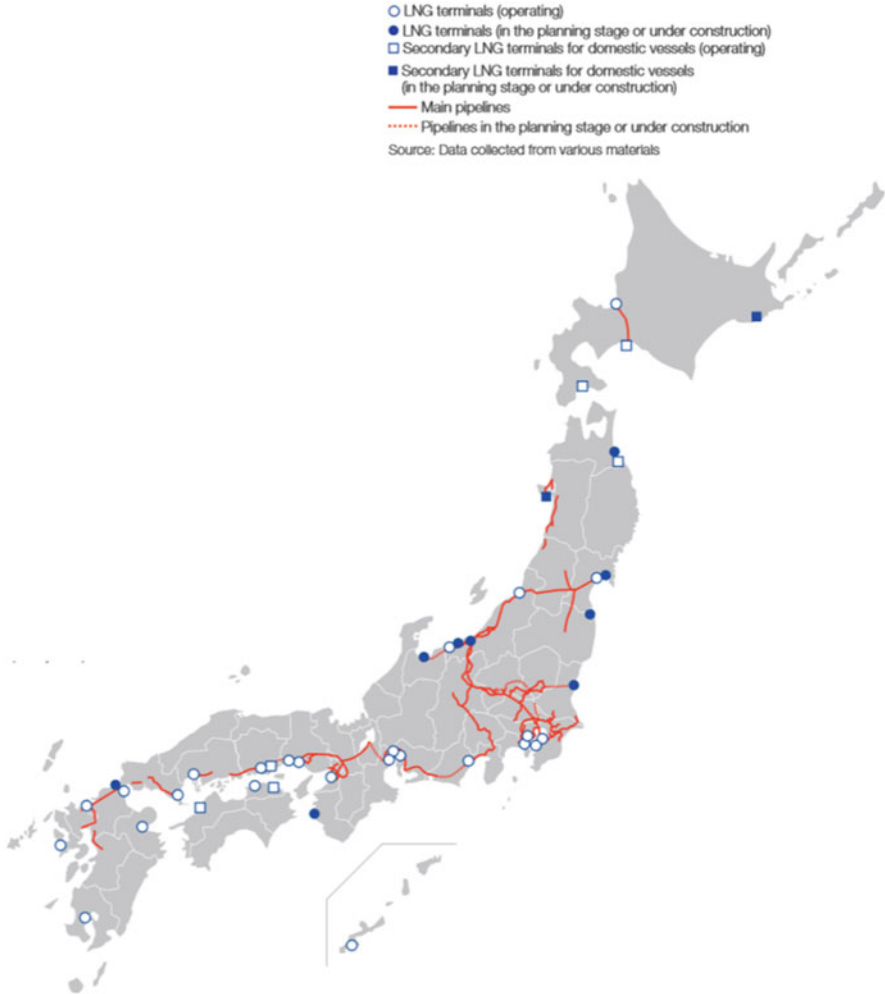 LNG terminals (operating)
LNG terminals (in the planning stage or under construction)
Secondary LNG terminals for domestic vessels (operating)
Secondary LNG terminals for domestic vessels
(in the planning stage or under construction)
Main pipelines
Pipelines in the planning stage or under construction
Source: Data collected from various materials